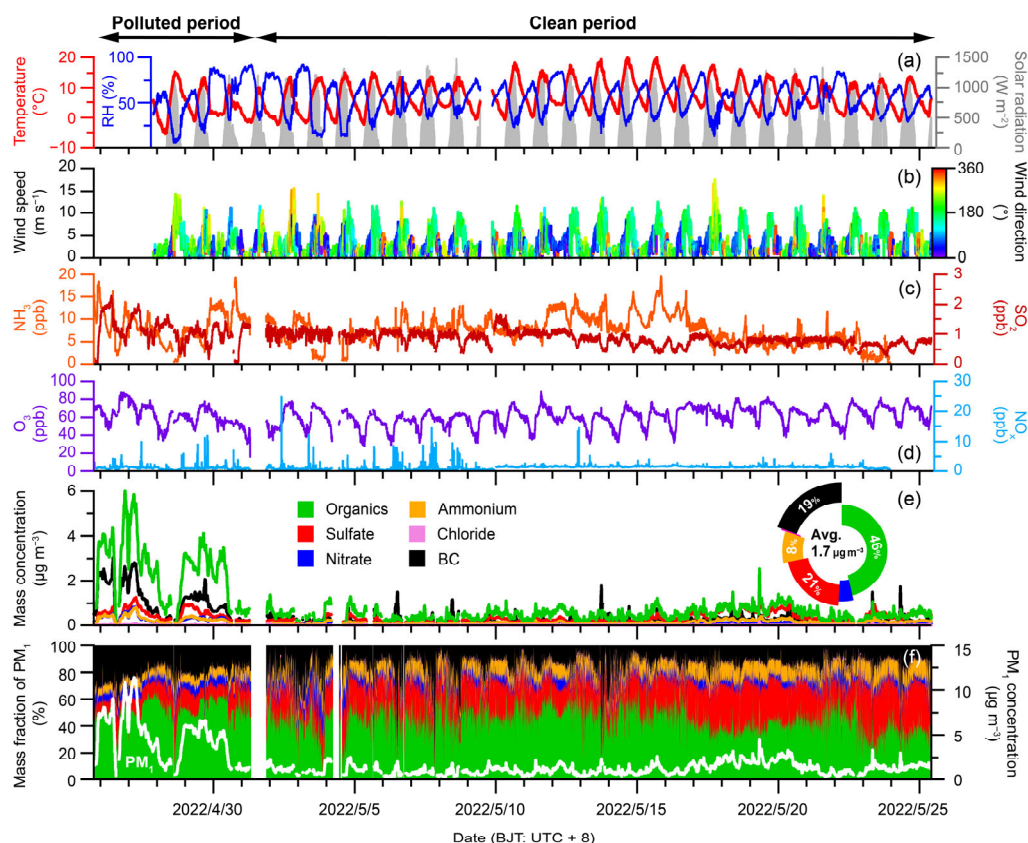 Polluted period
Clean period
(a)
Temperature (°C)
20
10
0
−10
RH (%)
100
50
1500
1000
500
0
Solar radiation (W m⁻²)
(b)
Wind speed (m s⁻¹)
20
15
10
5
0
360
180
0
Wind direction (°)
(c)
NH₃ (ppb)
20
15
10
5
0
3
2
1
0
SO₂ (ppb)
(d)
O₃ (ppb)
100
80
60
40
20
0
30
20
10
0
NOₓ (ppb)
(e)
Mass concentration (µg m⁻³)
6
4
2
0
Organics
Sulfate
Nitrate
Ammonium
Chloride
BC
Avg. 1.7 µg m⁻³
19%
46%
8%
21%
(f)
Mass fraction of PM₁ (%)
100
80
60
40
20
0
PM₁
15
10
5
0
PM₁ concentration (µg m⁻³)
2022/4/30
2022/5/5
2022/5/10
2022/5/15
2022/5/20
2022/5/25
Date (BJT: UTC + 8)